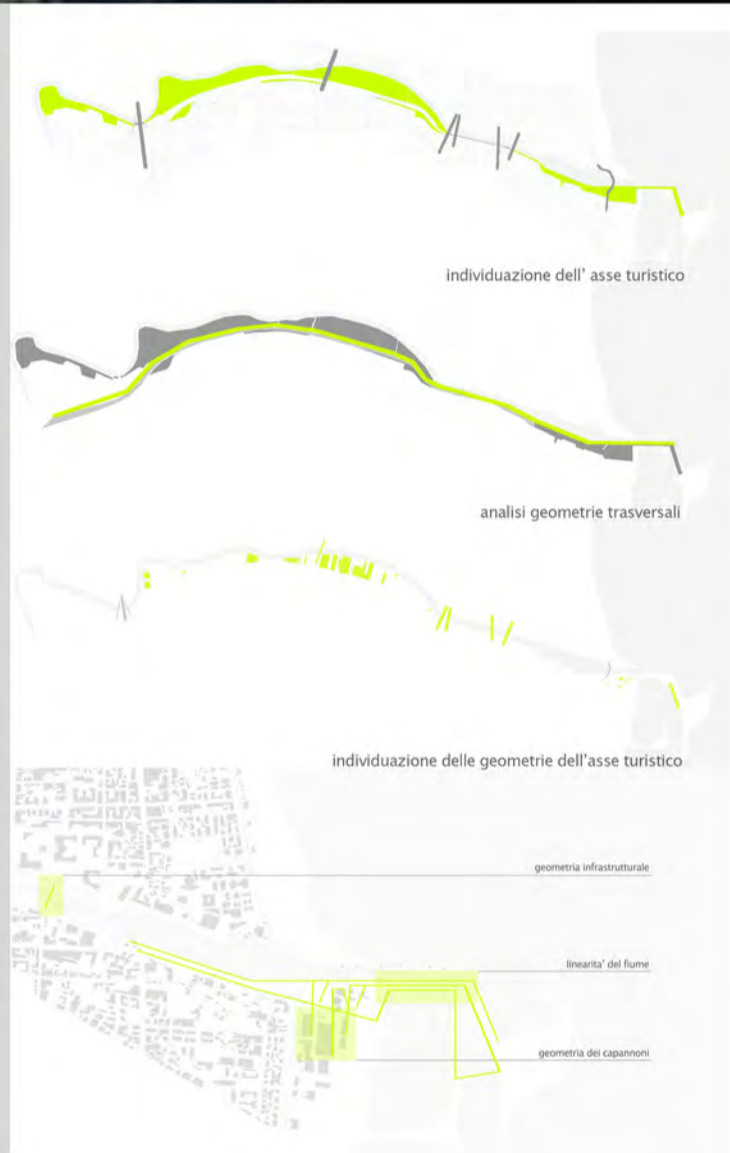 individuazione dell' asse turistico
analisi geometrie trasversali
individuazione delle geometrie dell'asse turistico
geometria infrastrutturale
linearita' del fiume
geometria dei capannoni